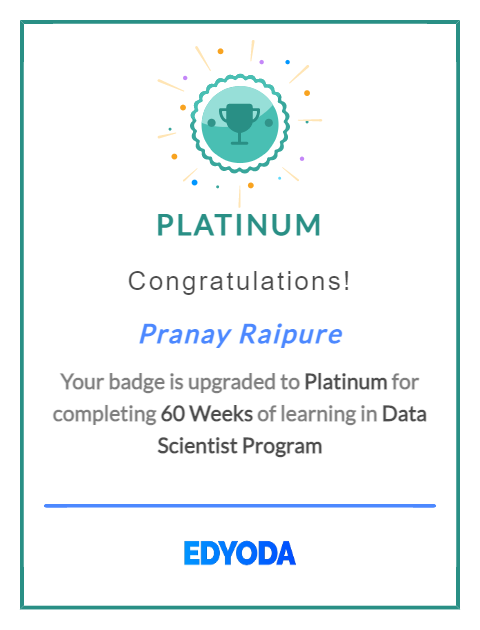 PLATINUM
Congratulations!
Pranay Raipure
Your badge is upgraded to Platinum for
completing 60 Weeks of learning in Data
Scientist Program
EDYODA